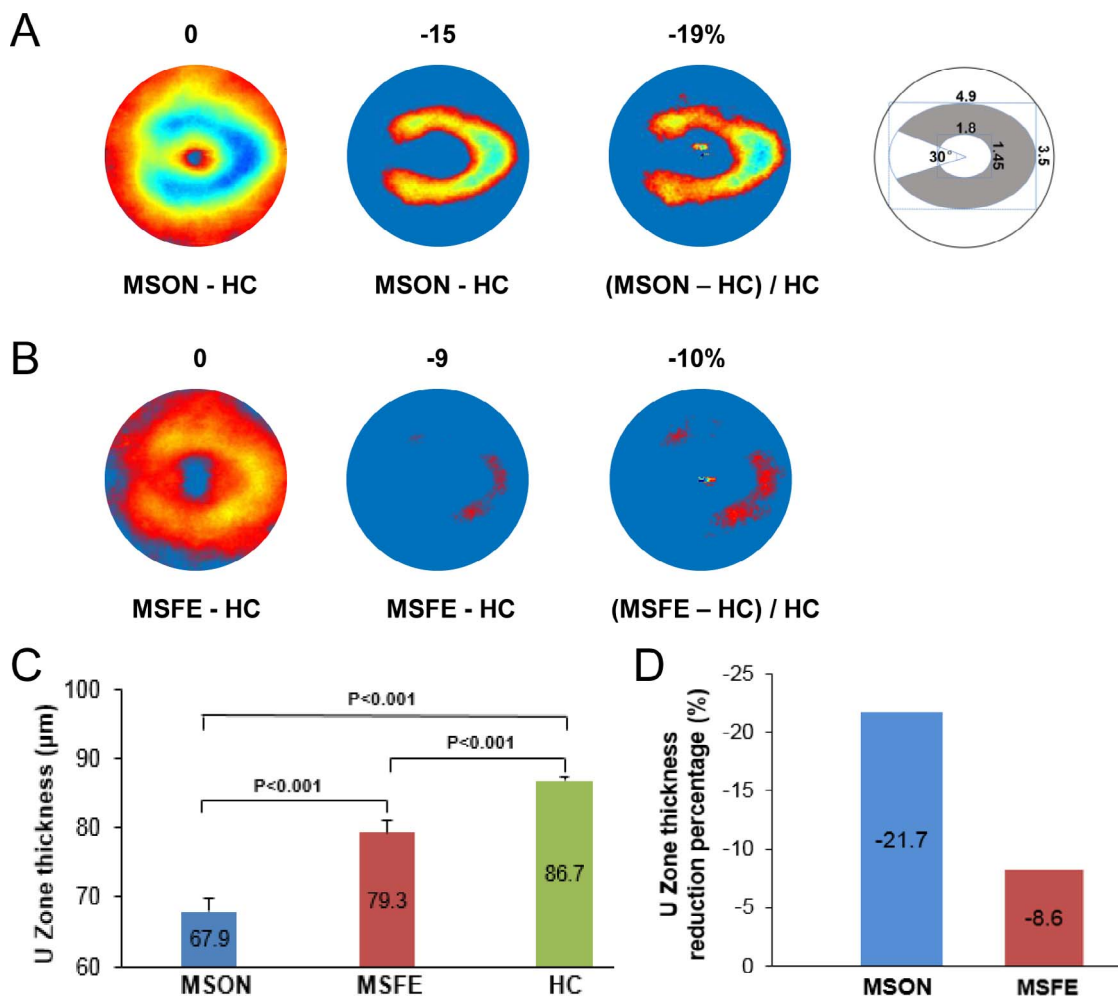 A
0 -15 -19%
4.9
1.8
1.45
3.5
30°
MSON - HC MSON - HC (MSON – HC) / HC
B
0 -9 -10%
MSFE - HC MSFE - HC (MSFE – HC) / HC
C
U Zone thickness (µm)
100
90
80
70
60
P<0.001
P<0.001
P<0.001
67.9
79.3
86.7
MSON MSFE HC
D
U Zone thickness
reduction percentage (%)
-25
-20
-15
-10
-5
0
-21.7
-8.6
MSON MSFE